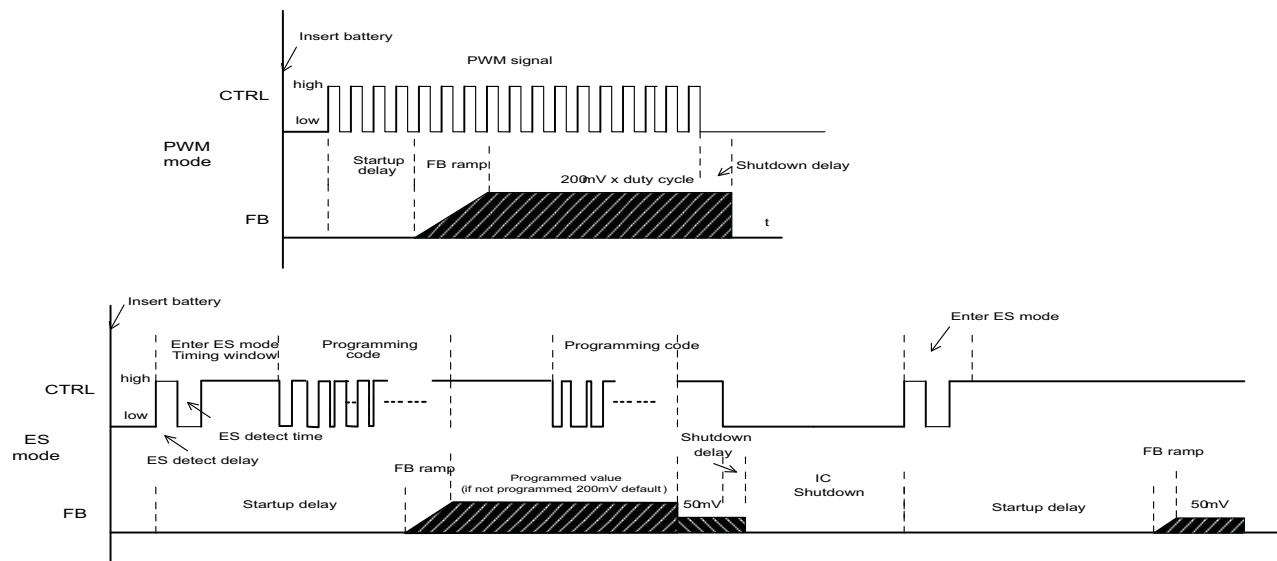 Insert battery
PWM signal
high
CTRL
low
PWM
mode
Startup
delay
FB ramp
Shutdown delay
200mV x duty cycle
FB
t
Insert battery
Enter ES mode
Enter ES mode
Timing window
Programming
code
Programming code
high
CTRL
low
ES detect time
ES
mode
ES detect delay
Shutdown
delay
FB ramp
FB ramp
Programmed value
(if not programmed, 200mV default)
IC
Shutdown
Startup delay
50mV
Startup delay
50mV
FB